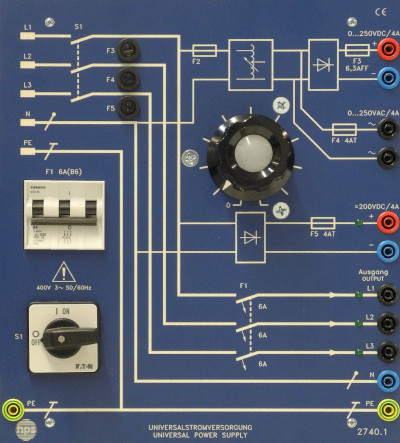 L1
S1
L2
L3
N
PE
F3
F4
F5
F2
CE
0...250VDC/4A
+
F3
6,3AFF
−
0...250VAC/4A
~
F4 4AT
~
0
F1 6A(B6)
SIEMENS
400V 3~ 50/60Hz
≈200VDC/4A
+
F5 4AT
−
Ausgang
OUTPUT
F1
6A
L1
6A
L2
6A
L3
S1
I ON
O
OFF
N
PE
PE
hps
UNIVERSALSTROMVERSORGUNG
UNIVERSAL POWER SUPPLY
2740.1